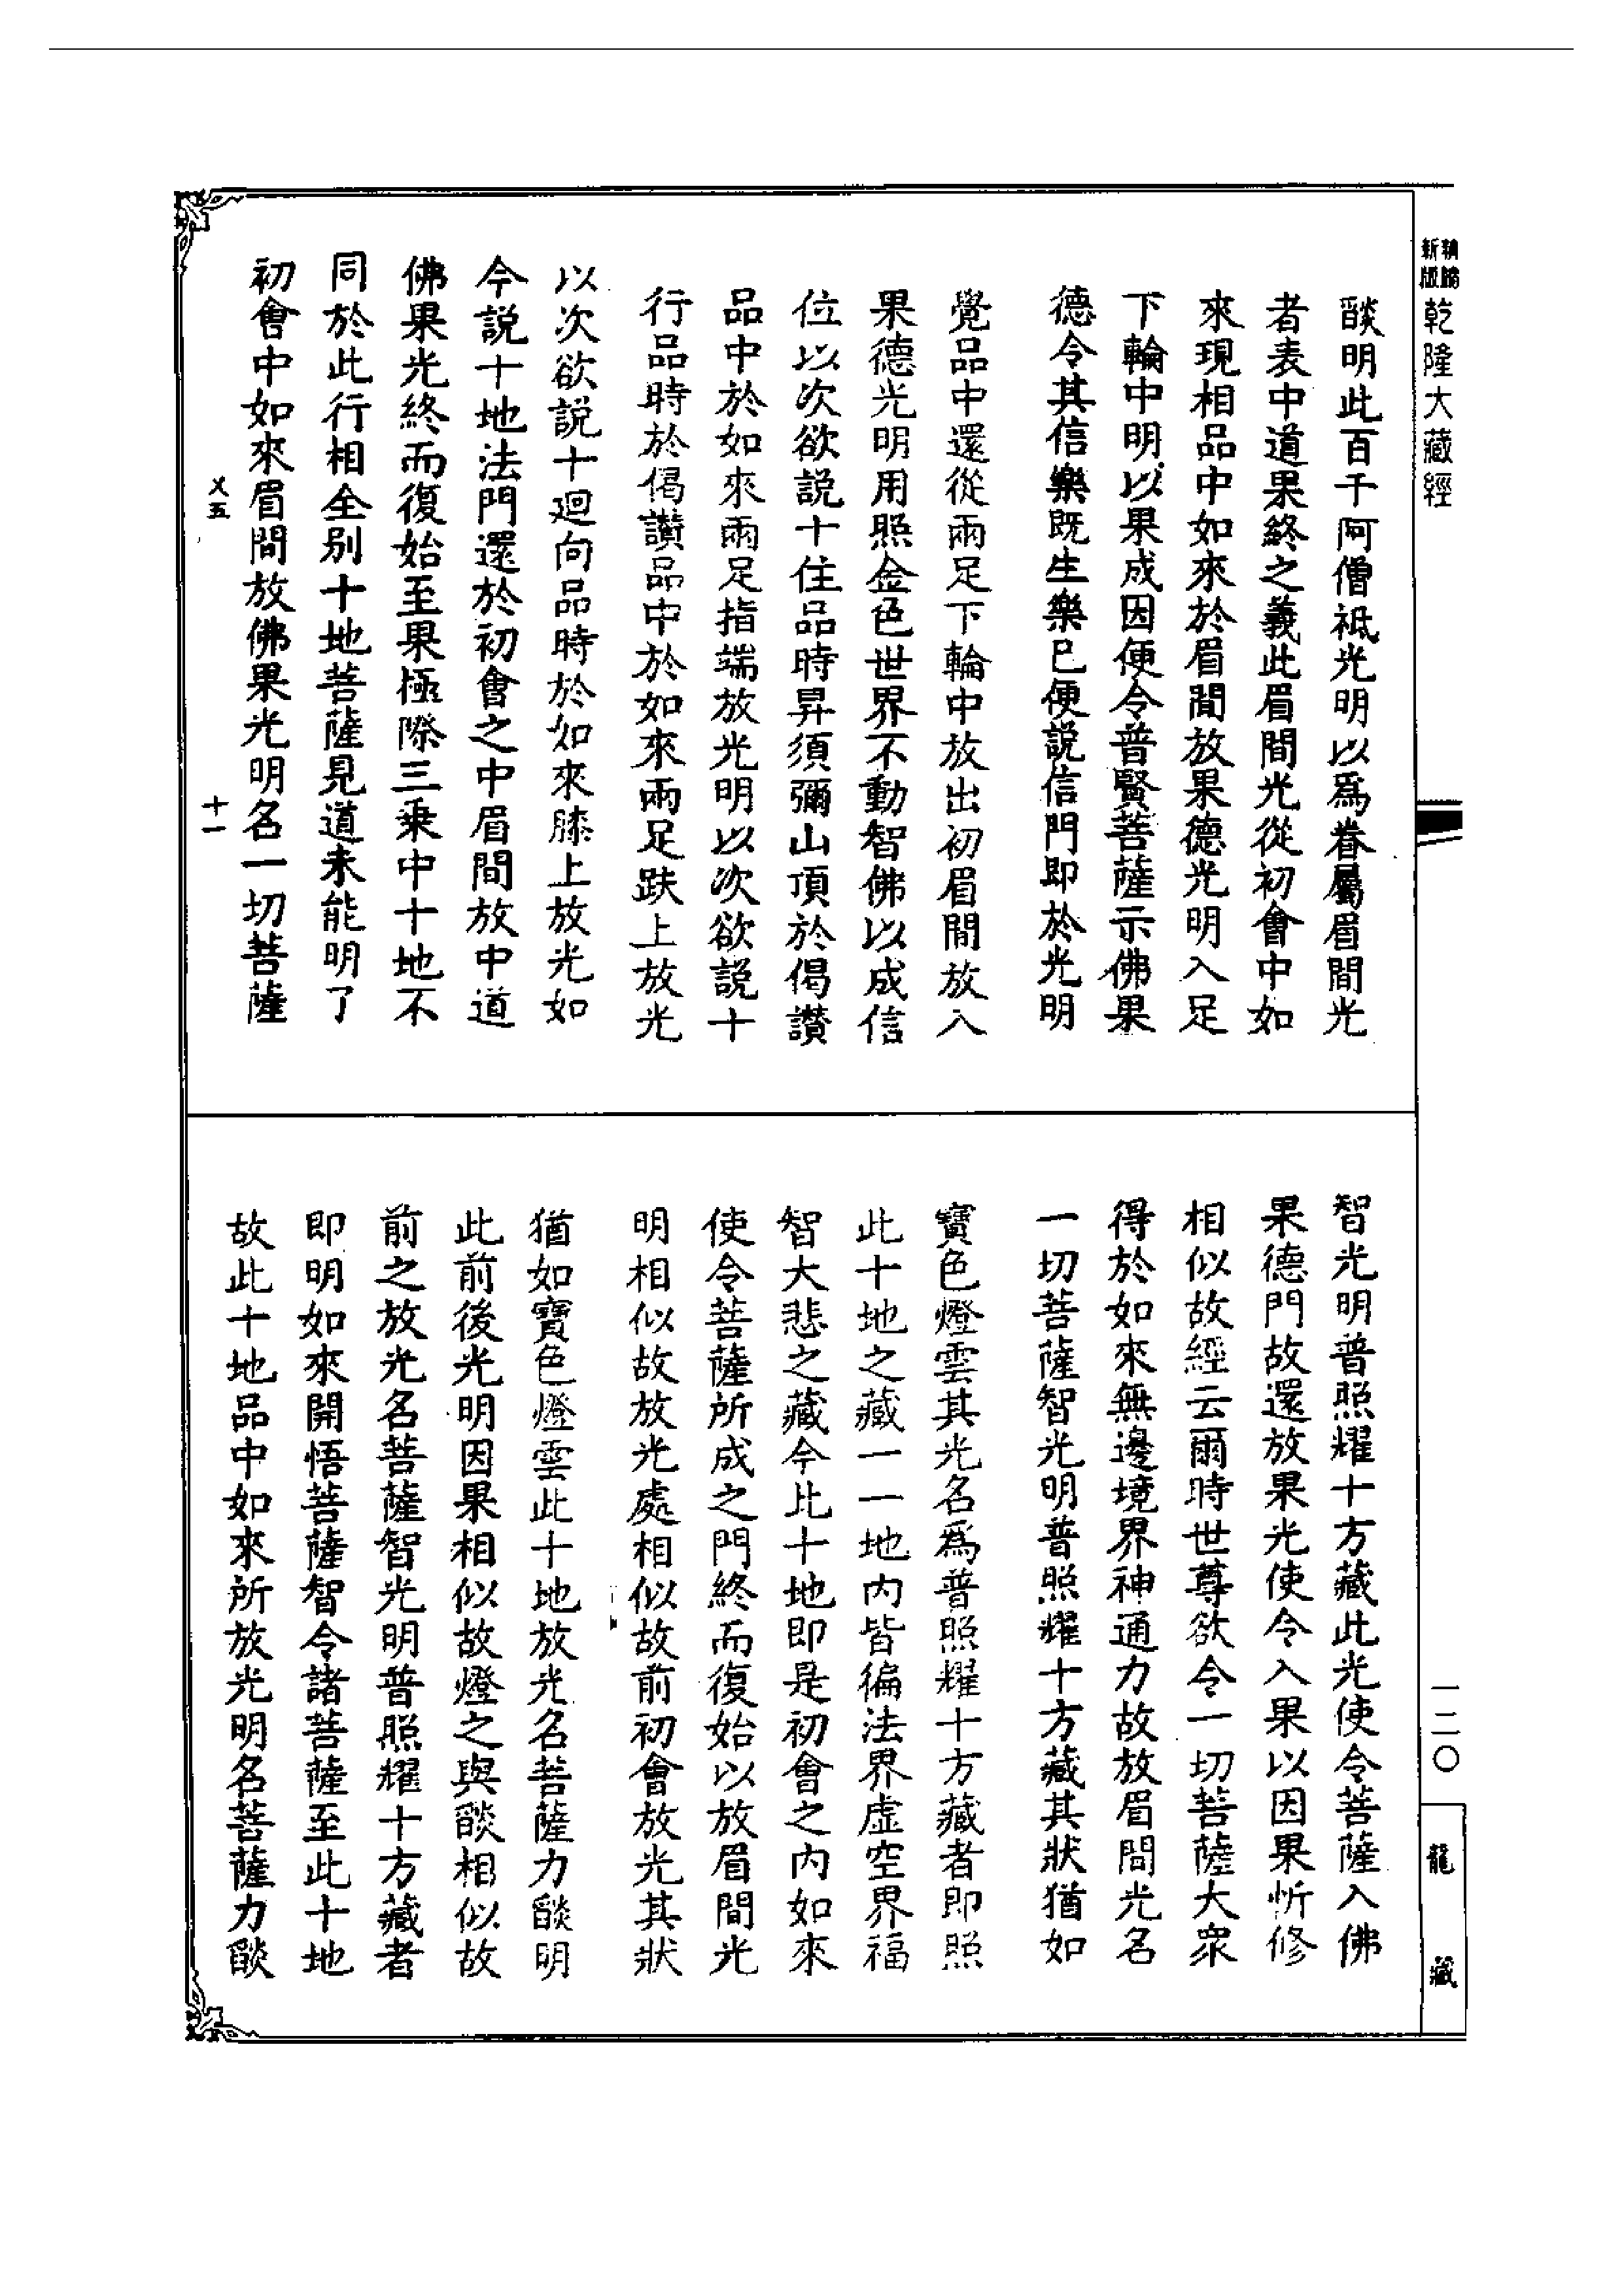 新版
乾隆大藏經
一二〇
龍藏
燄明此百千阿僧祇光明以爲眷屬眉間光
者表中道果終之義此眉間光從初會中如
來現相品中如來於眉間放果德光明入足
下輪中明以果成因便令普賢菩薩示佛果
德令其信樂既生樂已便說信門即於光明
覺品中還從兩足下輪中放出初眉間放入
果德光明用照金色世界不動智佛以成信
位以次欲說十住品時昇須彌山頂於偈讚
品中於如來兩足指端放光明以次欲說十
行品時於偈讚品中於如來兩足趺上放光
以次欲說十迴向品時於如來膝上放光如
今說十地法門還於初會之中眉間放中道
佛果光終而復始至果極際三乘中十地不
同於此行相全別十地菩薩見道未能明了
初會中如來眉間放佛果光明名一切菩薩
乂五
十一
智光明普照耀十方藏此光使令菩薩入佛
果德門故還放果光使令入果以因果忻修
相似故經云爾時世尊欲令一切菩薩大眾
得於如來無邊境界神通力故放眉間光名
一切菩薩智光明普照耀十方藏其狀猶如
寶色燈雲其光名爲普照耀十方藏者即照
此十地之藏一一地内皆徧法界虛空界福
智大悲之藏今比十地即是初會之内如來
使令菩薩所成之門終而復始以放眉間光
明相似故放光處相似故前初會放光其狀
猶如寶色燈雲此十地放光名菩薩力燄明
此前後光明因果相似故燈之與燄相似故
前之放光名菩薩智光明普照耀十方藏者
即明如來開悟菩薩智令諸菩薩至此十地
故此十地品中如來所放光明名菩薩力燄